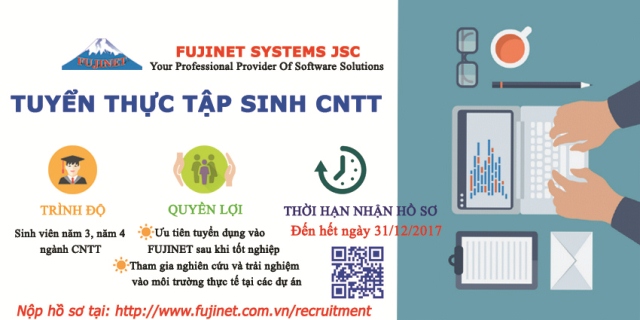 FUJINET
FUJINET SYSTEMS JSC
Your Professional Provider Of Software Solutions
TUYỂN THỰC TẬP SINH CNTT
TRÌNH ĐỘ
Sinh viên năm 3, năm 4
ngành CNTT
QUYỀN LỢI
Ưu tiên tuyển dụng vào
FUJINET sau khi tốt nghiệp
Tham gia nghiên cứu và trải nghiệm
vào môi trường thực tế tại các dự án
THỜI HẠN NHẬN HỒ SƠ
Đến hết ngày 31/12/2017
Nộp hồ sơ tại: http://www.fujinet.com.vn/recruitment